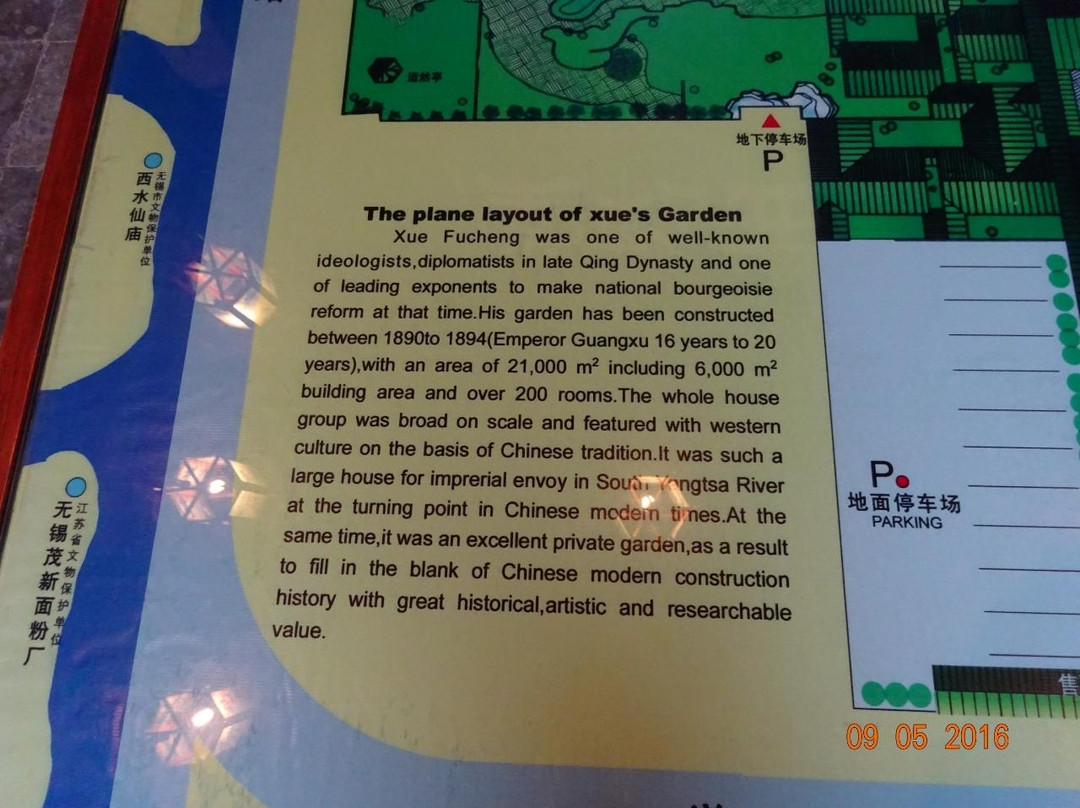 逌然亭
地下停车场
P
无锡市文物保护单位
西水仙庙
The plane layout of xue's Garden
Xue Fucheng was one of well-known
ideologists,diplomatists in late Qing Dynasty and one
of leading exponents to make national bourgeoisie
reform at that time.His garden has been constructed
between 1890to 1894(Emperor Guangxu 16 years to 20
years),with an area of 21,000 m² including 6,000 m²
building area and over 200 rooms.The whole house
group was broad on scale and featured with western
culture on the basis of Chinese tradition.It was such a
large house for imprerial envoy in South Yangtsa River
at the turning point in Chinese modern times.At the
same time,it was an excellent private garden,as a result
to fill in the blank of Chinese modern construction
history with great historical,artistic and researchable
value.
P
地面停车场
PARKING
江苏省文物保护单位
无锡茂新面粉厂
售
09 05 2016